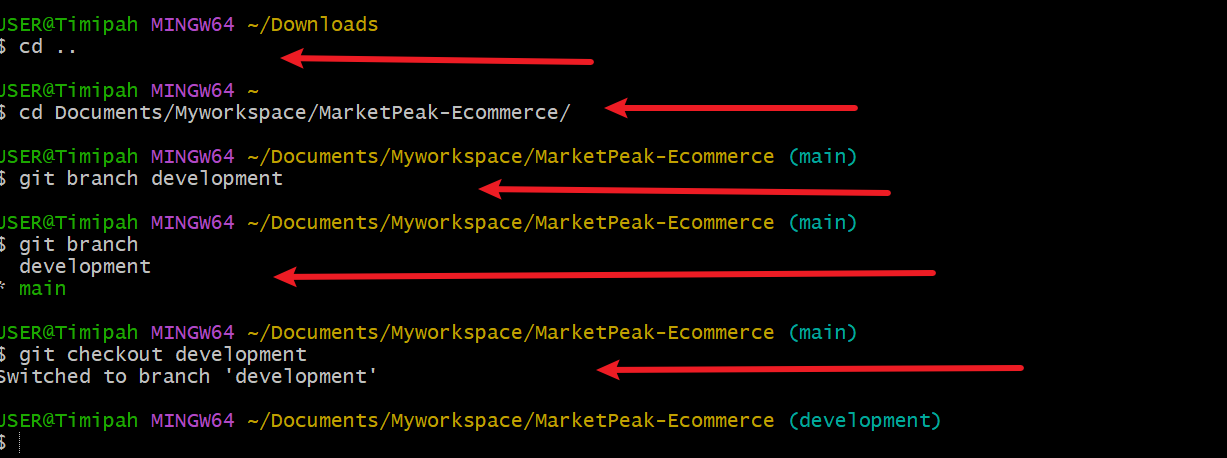 USER@Timipah MINGW64 ~/Downloads
$ cd ..
USER@Timipah MINGW64 ~
$ cd Documents/Myworkspace/MarketPeak-Ecommerce/
USER@Timipah MINGW64 ~/Documents/Myworkspace/MarketPeak-Ecommerce (main)
$ git branch development
USER@Timipah MINGW64 ~/Documents/Myworkspace/MarketPeak-Ecommerce (main)
$ git branch
development
* main
USER@Timipah MINGW64 ~/Documents/Myworkspace/MarketPeak-Ecommerce (main)
$ git checkout development
Switched to branch 'development'
USER@Timipah MINGW64 ~/Documents/Myworkspace/MarketPeak-Ecommerce (development)
$